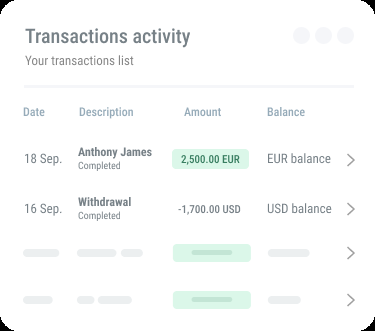 Transactions activity
Your transactions list
Date Description Amount Balance
18 Sep. Anthony James 2,500.00 EUR EUR balance
Completed
16 Sep. Withdrawal -1,700.00 USD USD balance
Completed